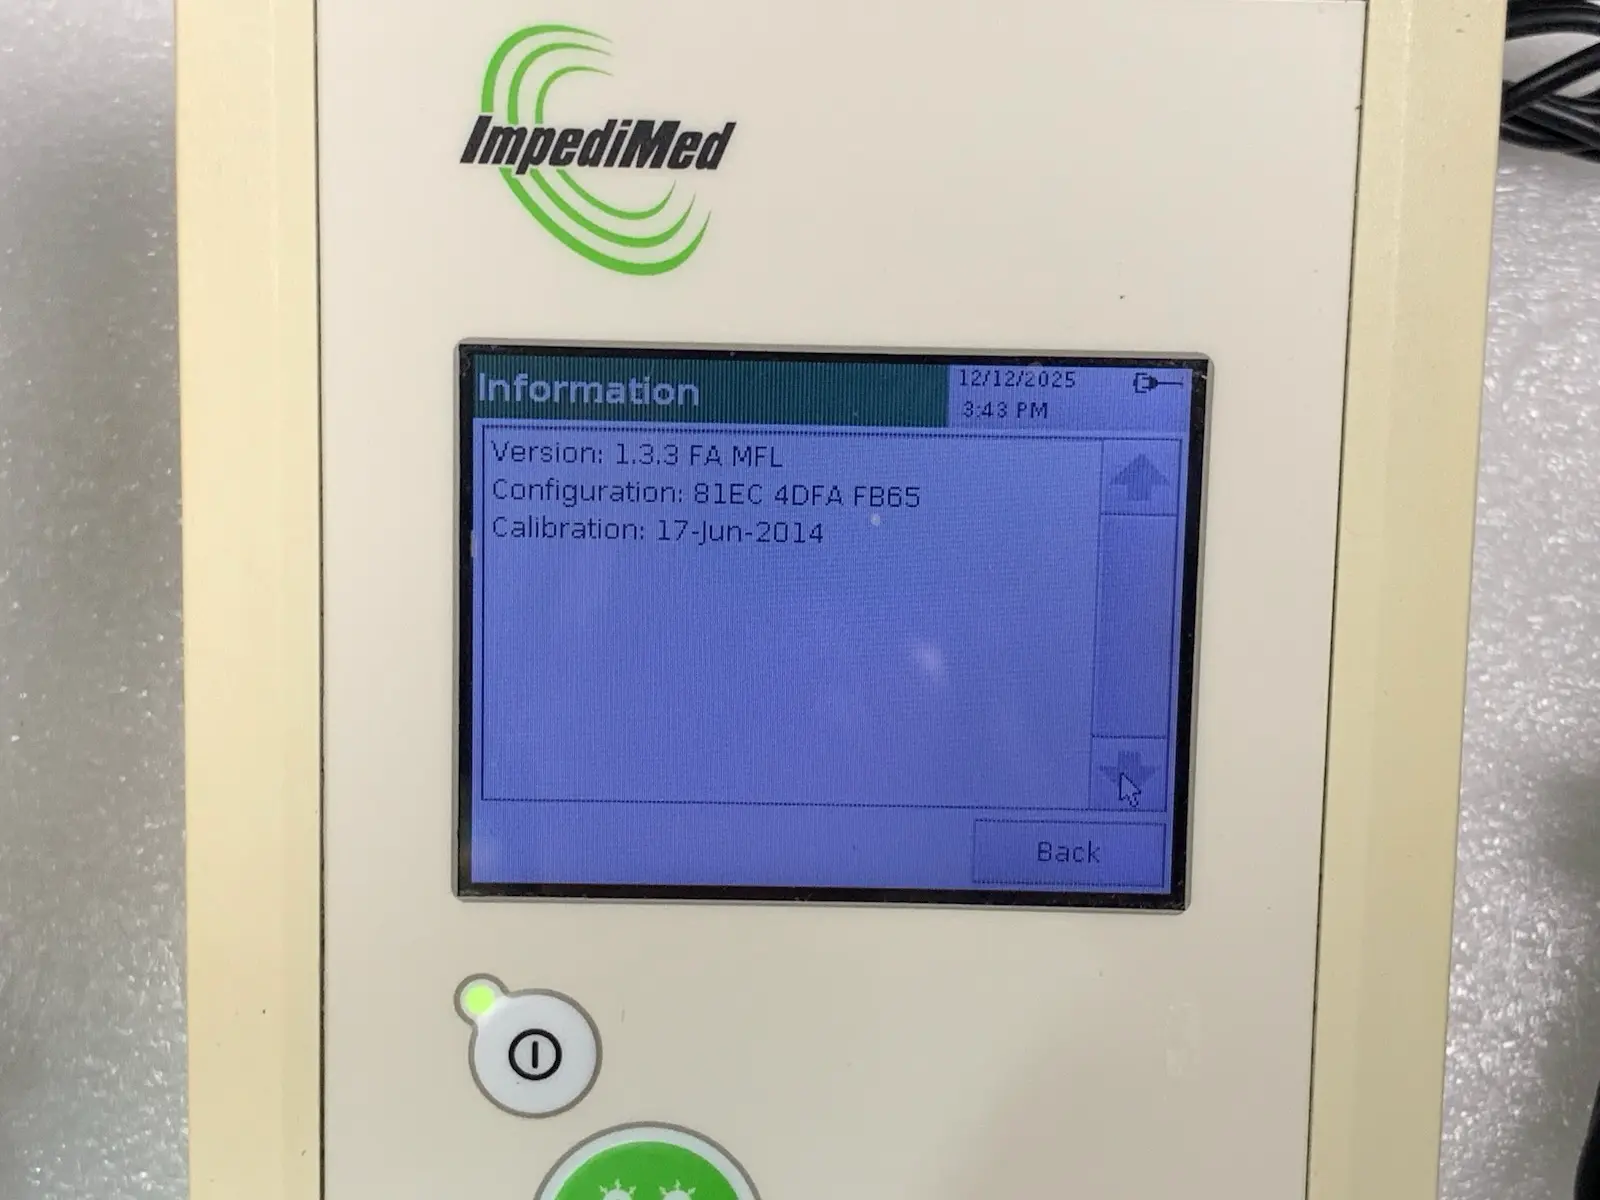 ImpediMed
Information
12/12/2025
3:43 PM
Version: 1.3.3 FA MFL
Configuration: 81EC 4DFA FB65
Calibration: 17-Jun-2014
Back